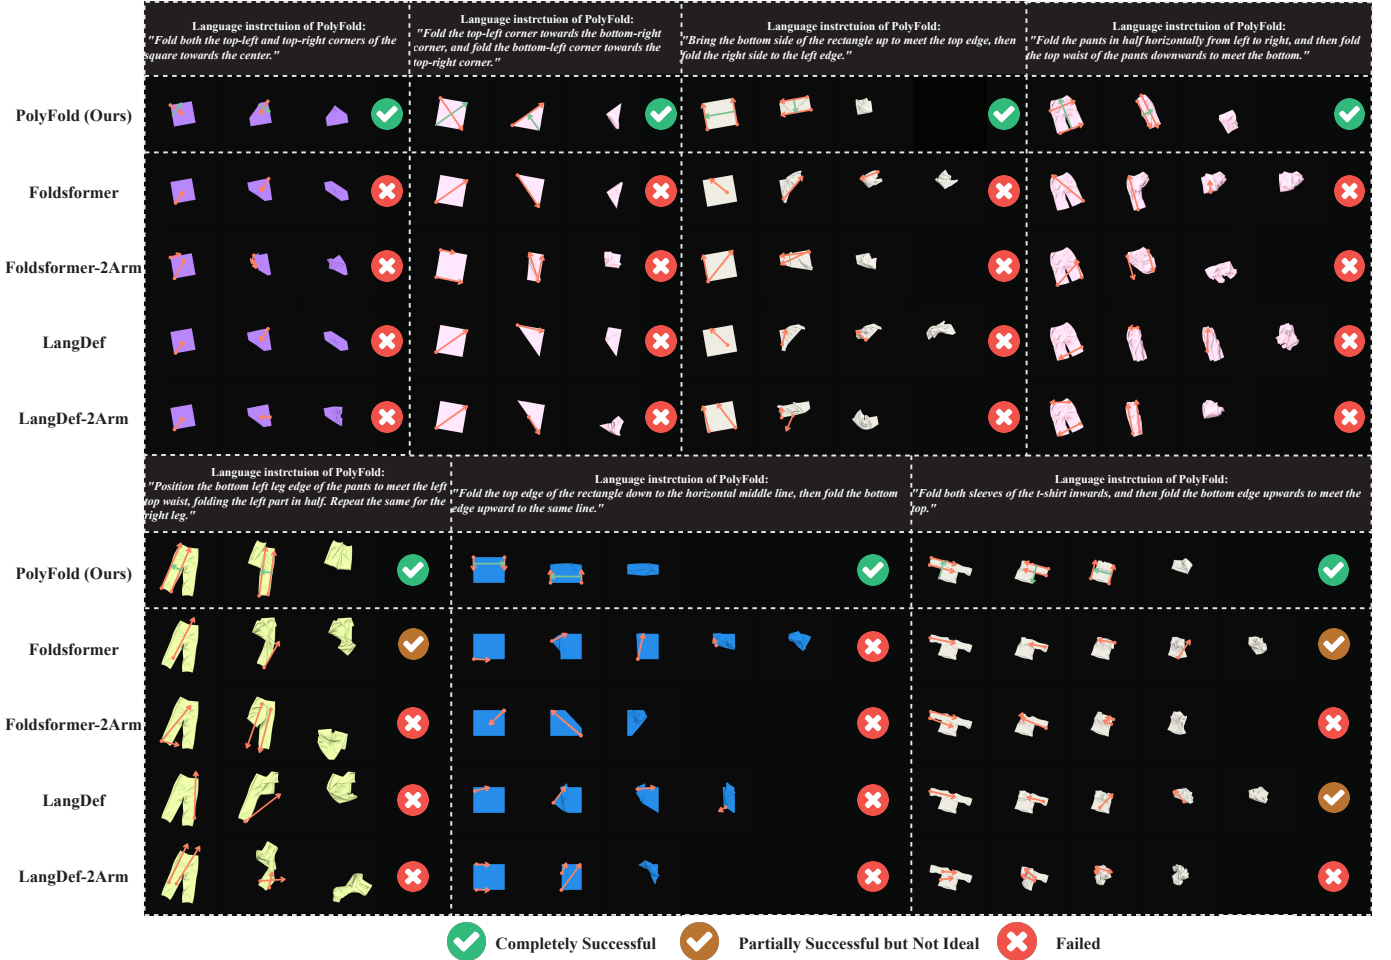 Language instrctuion of PolyFold:
"Fold both the top-left and top-right corners of the
square towards the center."
Language instrctuion of PolyFold:
"Fold the top-left corner towards the bottom-right
corner, and fold the bottom-left corner towards the
top-right corner."
Language instrctuion of PolyFold:
"Bring the bottom side of the rectangle up to meet the top edge, then
fold the right side to the left edge."
Language instrctuion of PolyFold:
"Fold the pants in half horizontally from left to right, and then fold
the top waist of the pants downwards to meet the bottom."
PolyFold (Ours)
Foldsformer
Foldsformer-2Arm
LangDef
LangDef-2Arm
Language instrctuion of PolyFold:
"Position the bottom left leg edge of the pants to meet the left
top waist, folding the left part in half. Repeat the same for the
right leg."
Language instrctuion of PolyFold:
"Fold the top edge of the rectangle down to the horizontal middle line, then fold the bottom
edge upward to the same line."
Language instrctuion of PolyFold:
"Fold both sleeves of the t-shirt inwards, and then fold the bottom edge upwards to meet the
top."
PolyFold (Ours)
Foldsformer
Foldsformer-2Arm
LangDef
LangDef-2Arm
Completely Successful
Partially Successful but Not Ideal
Failed